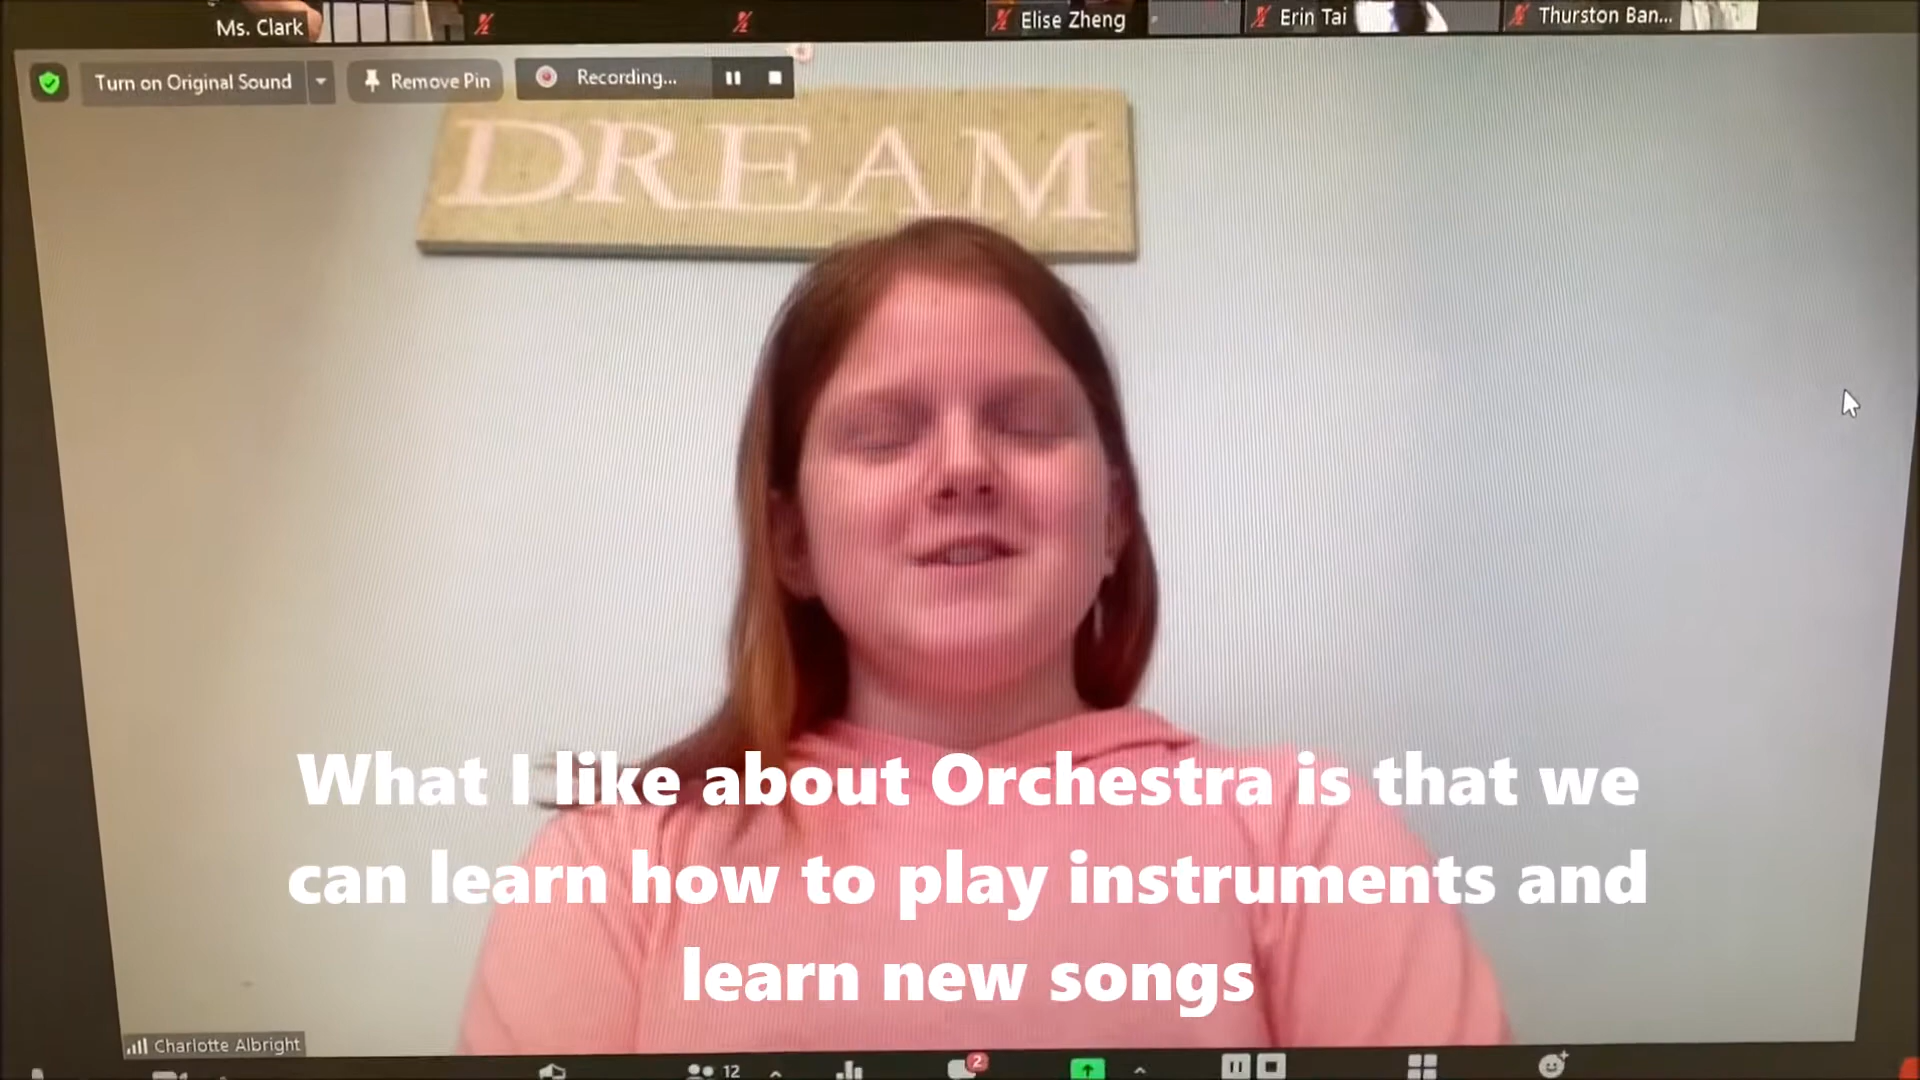 Ms. Clark
Elise Zheng
Erin Tai
Thurston Ban...
Turn on Original Sound
Remove Pin
Recording...
DREAM
What I like about Orchestra is that we
can learn how to play instruments and
learn new songs
Charlotte Albright
12
2